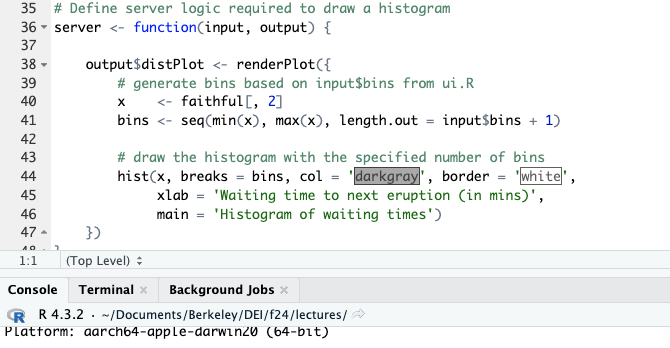 35 # Define server logic required to draw a histogram
36 server <- function(input, output) {
37
38     output$distPlot <- renderPlot({
39         # generate bins based on input$bins from ui.R
40         x    <- faithful[, 2]
41         bins <- seq(min(x), max(x), length.out = input$bins + 1)
42
43         # draw the histogram with the specified number of bins
44         hist(x, breaks = bins, col = 'darkgray', border = 'white',
45              xlab = 'Waiting time to next eruption (in mins)',
46              main = 'Histogram of waiting times')
47     })
48 }
1:1 (Top Level)
Console Terminal Background Jobs
R 4.3.2 · ~/Documents/Berkeley/DEI/f24/lectures/
Platform: aarch64-apple-darwin20 (64-bit)